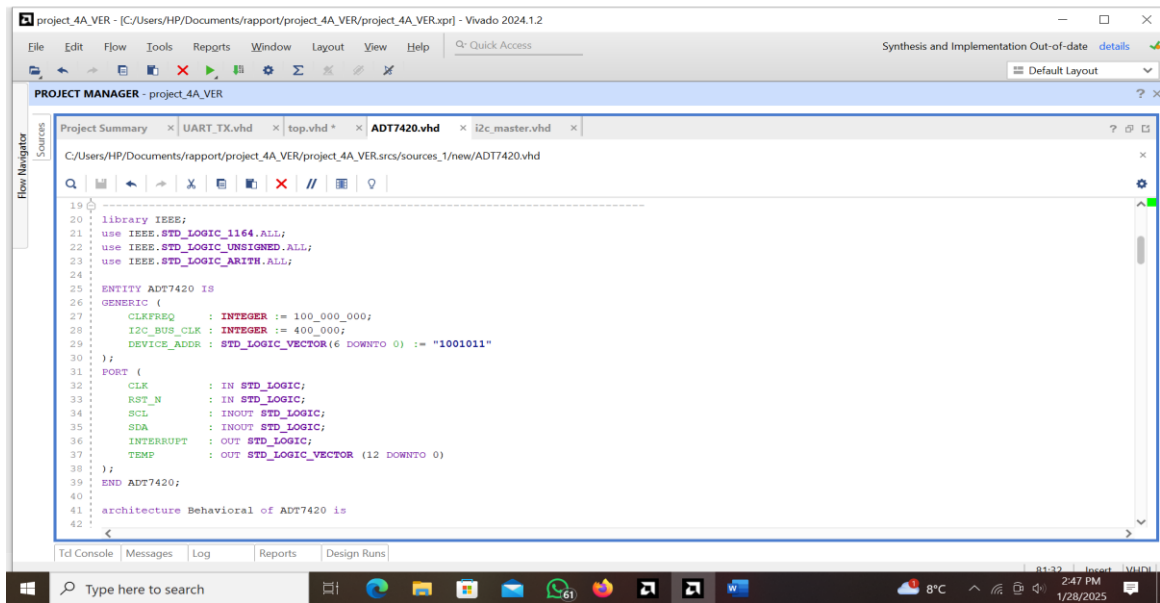 project_4A_VER - [C:/Users/HP/Documents/rapport/project_4A_VER/project_4A_VER.xpr] - Vivado 2024.1.2
File Edit Flow Tools Reports Window Layout View Help Quick Access Synthesis and Implementation Out-of-date details
Default Layout
PROJECT MANAGER - project_4A_VER
Flow Navigator
Sources
Project Summary UART_TX.vhd top.vhd * ADT7420.vhd i2c_master.vhd
C:/Users/HP/Documents/rapport/project_4A_VER/project_4A_VER.srcs/sources_1/new/ADT7420.vhd
19 --------------------------------------------------------------------------------
20 library IEEE;
21 use IEEE.STD_LOGIC_1164.ALL;
22 use IEEE.STD_LOGIC_UNSIGNED.ALL;
23 use IEEE.STD_LOGIC_ARITH.ALL;
24
25 ENTITY ADT7420 IS
26 GENERIC (
27 CLKFREQ : INTEGER := 100_000_000;
28 I2C_BUS_CLK : INTEGER := 400_000;
29 DEVICE_ADDR : STD_LOGIC_VECTOR(6 DOWNTO 0) := "1001011"
30 );
31 PORT (
32 CLK : IN STD_LOGIC;
33 RST_N : IN STD_LOGIC;
34 SCL : INOUT STD_LOGIC;
35 SDA : INOUT STD_LOGIC;
36 INTERRUPT : OUT STD_LOGIC;
37 TEMP : OUT STD_LOGIC_VECTOR (12 DOWNTO 0)
38 );
39 END ADT7420;
40
41 architecture Behavioral of ADT7420 is
42
Tcl Console Messages Log Reports Design Runs
81:32 Insert VHDL
Type here to search 61 1 8°C 2:47 PM
1/28/2025